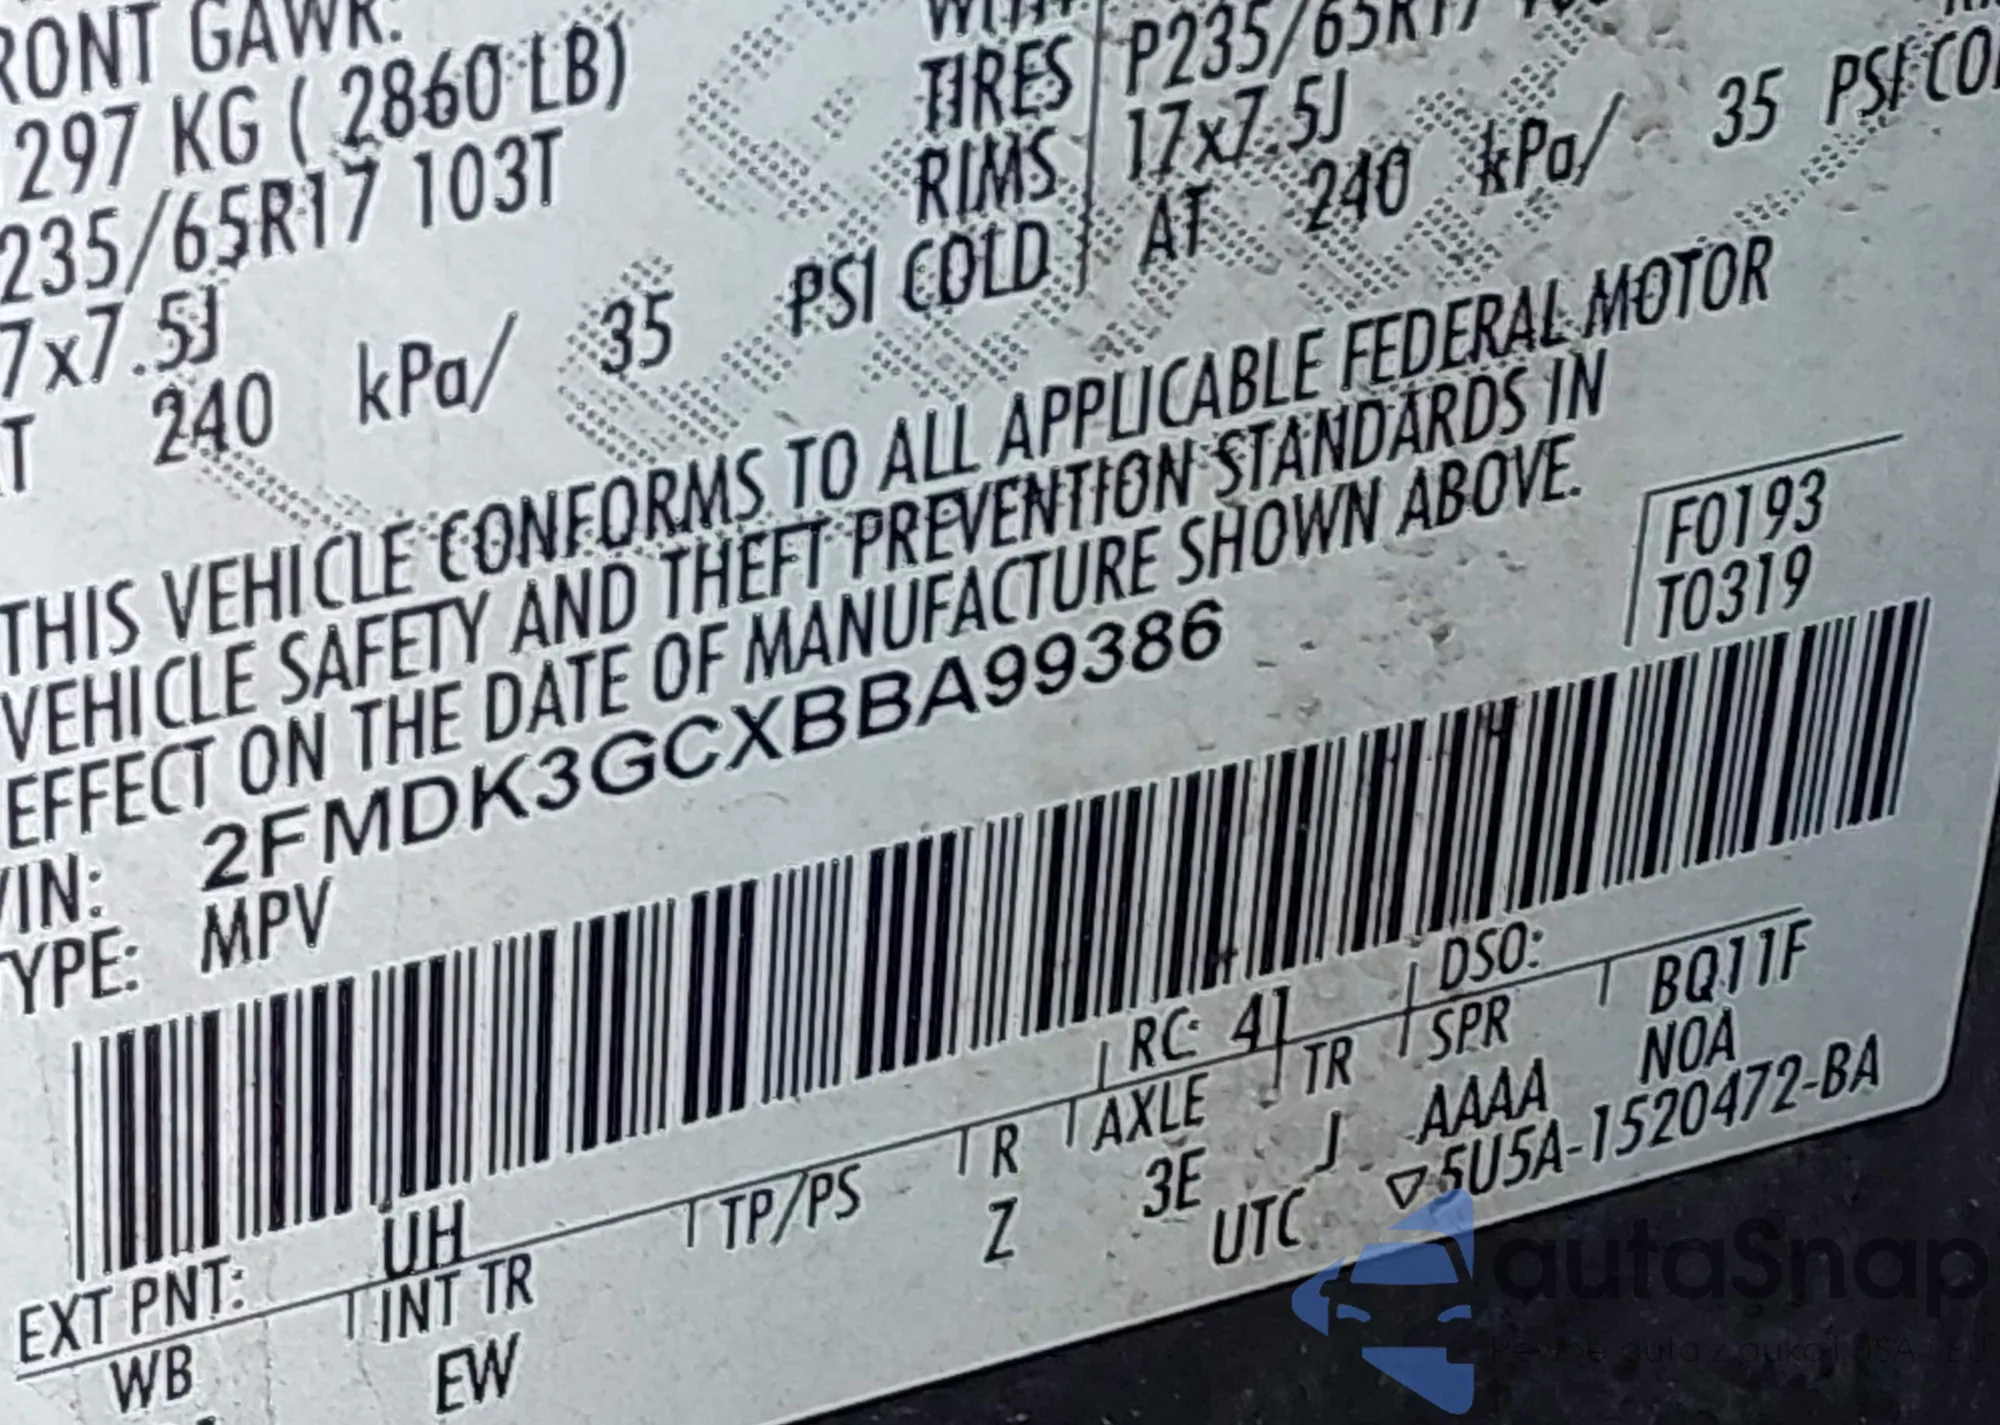 RONT GAWR:
297 KG ( 2860 LB)
235/65R17 103T
7x7.5J
T 240 kPa/ 35 PSI COLD
WITH
TIRES P235/65R17
RIMS 17x7.5J
AT 240 kPa/ 35 PSI COL
THIS VEHICLE CONFORMS TO ALL APPLICABLE FEDERAL MOTOR
VEHICLE SAFETY AND THEFT PREVENTION STANDARDS IN
EFFECT ON THE DATE OF MANUFACTURE SHOWN ABOVE.
F0193
T0319
VIN: 2FMDK3GCXBBA99386
TYPE: MPV
EXT PNT: UH RC: 41 DSO:
WB INT TR TP/PS R AXLE TR SPR BQ11F
EW Z 3E J AAAA NOA
UTC ▽5U5A-1520472-BA
autaSnap